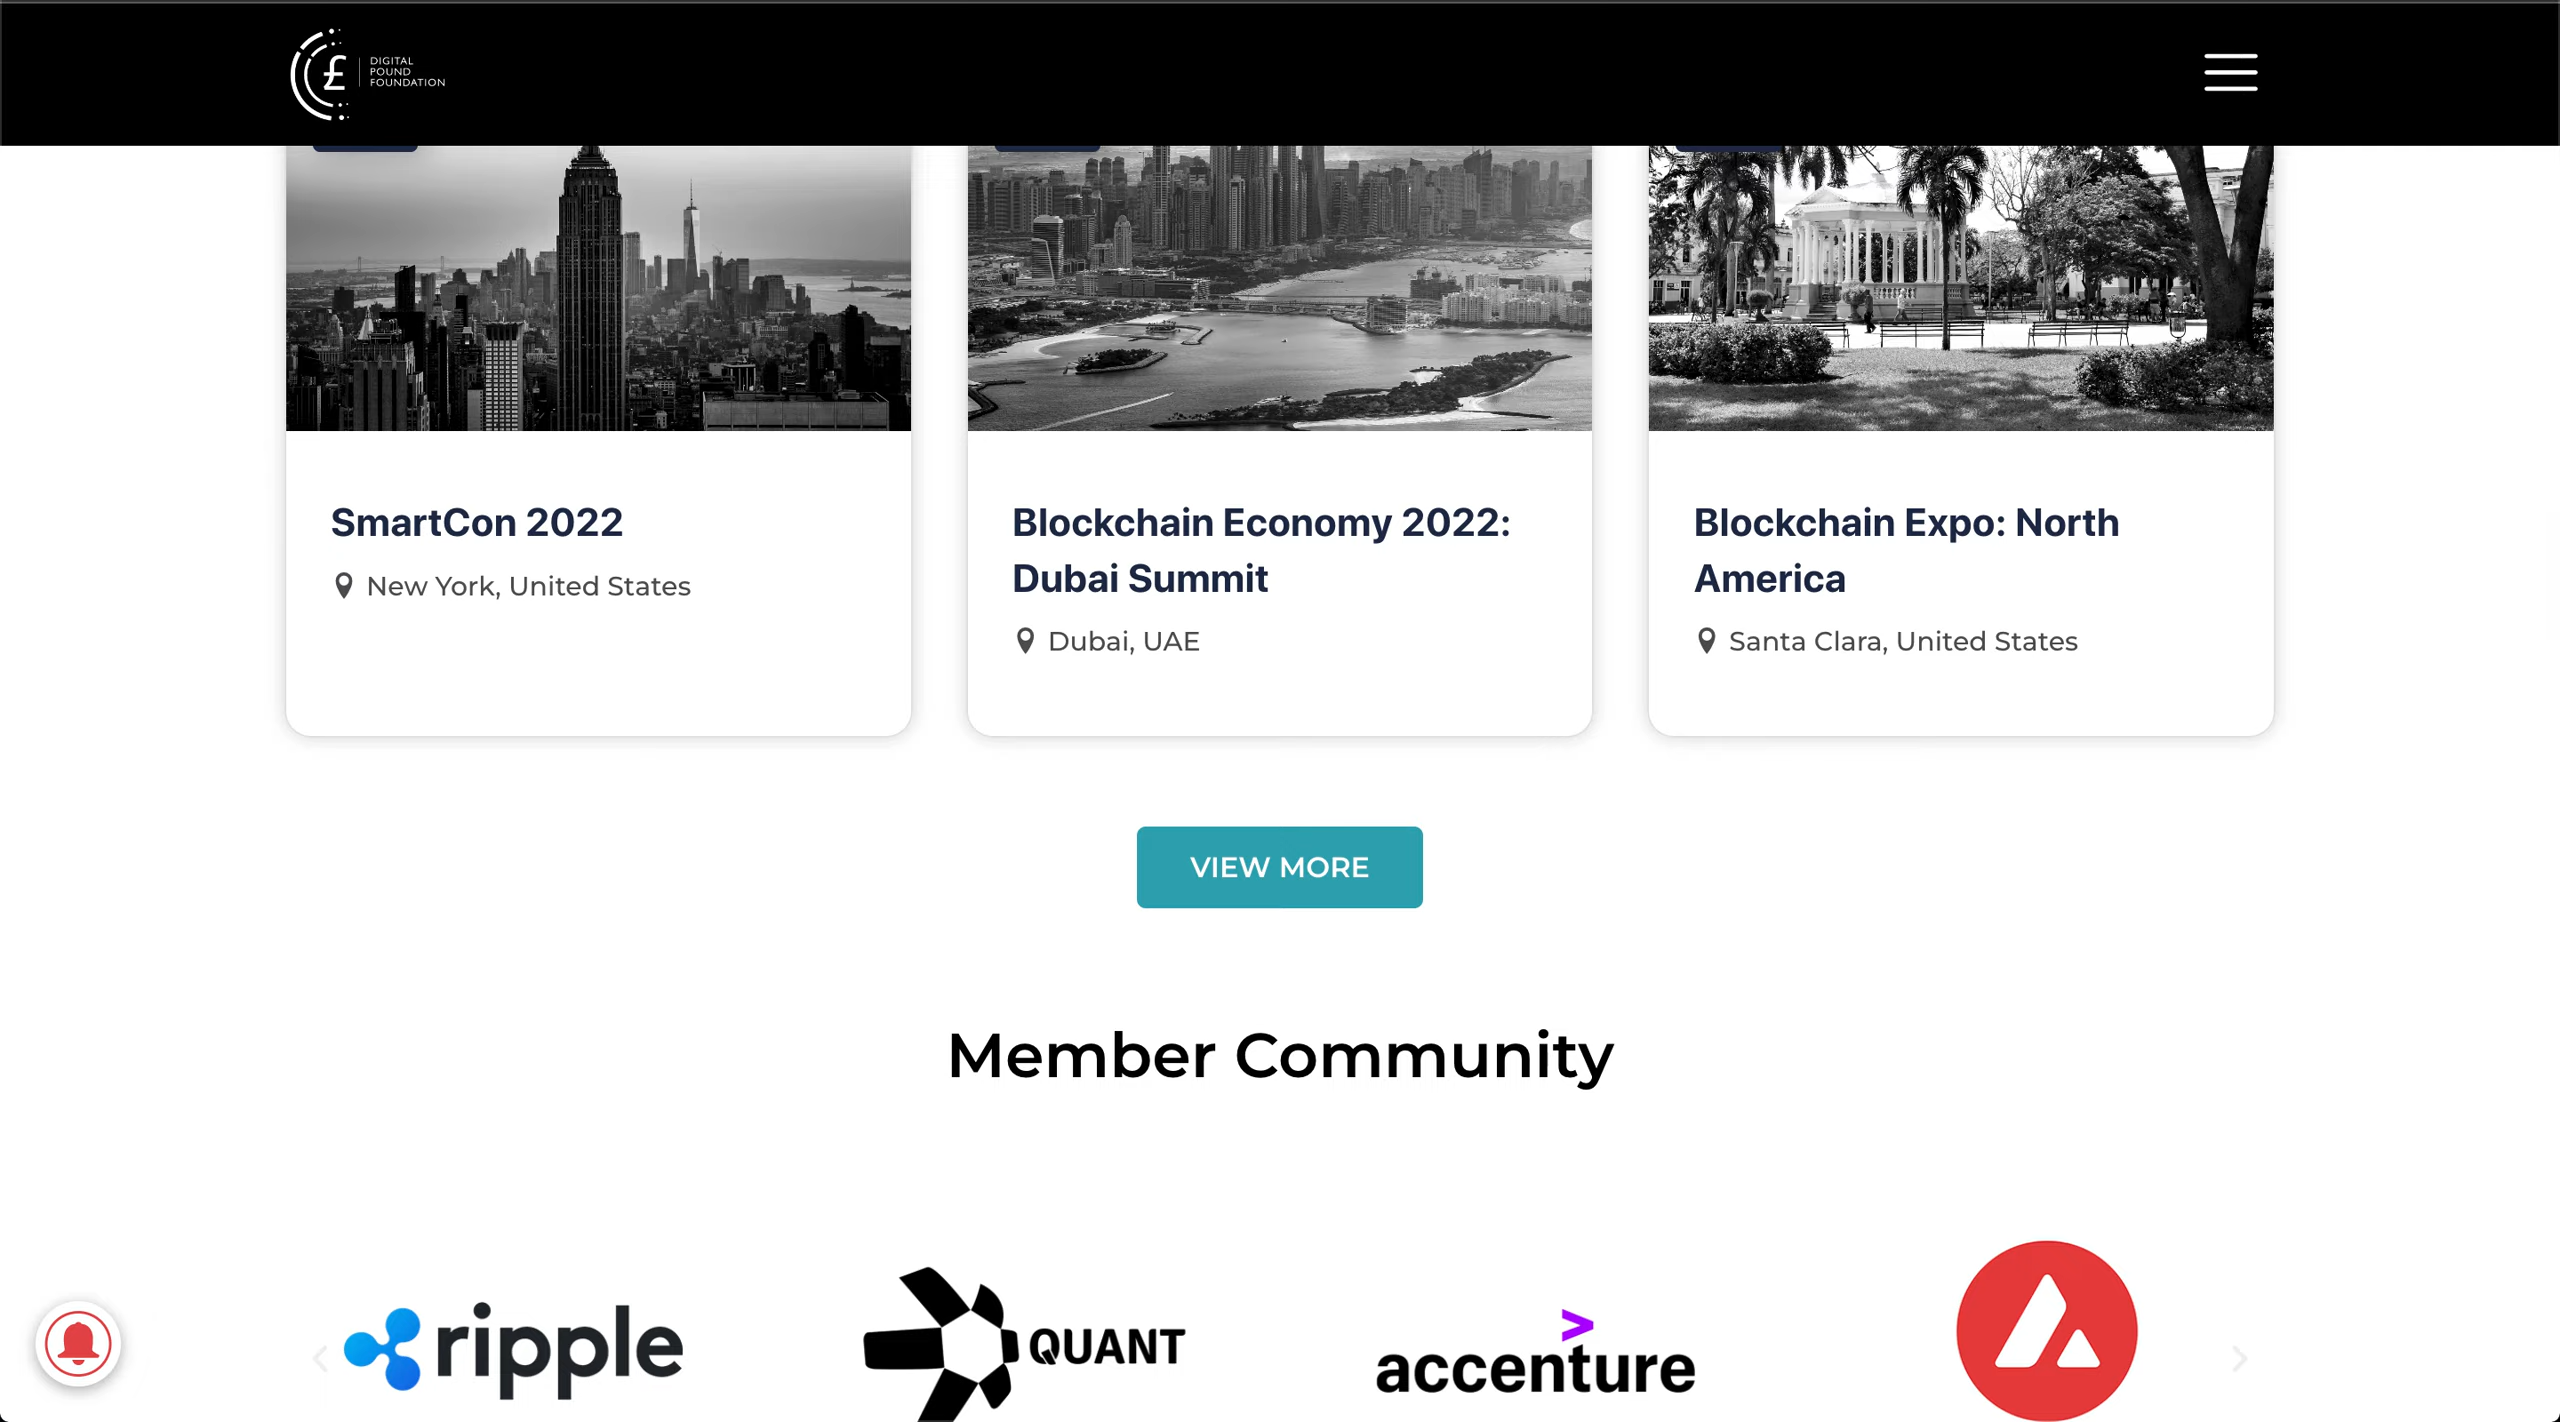 £
DIGITAL
POUND
FOUNDATION
SmartCon 2022
New York, United States
Blockchain Economy 2022:
Dubai Summit
Dubai, UAE
Blockchain Expo: North
America
Santa Clara, United States
VIEW MORE
Member Community
ripple
QUANT
accenture